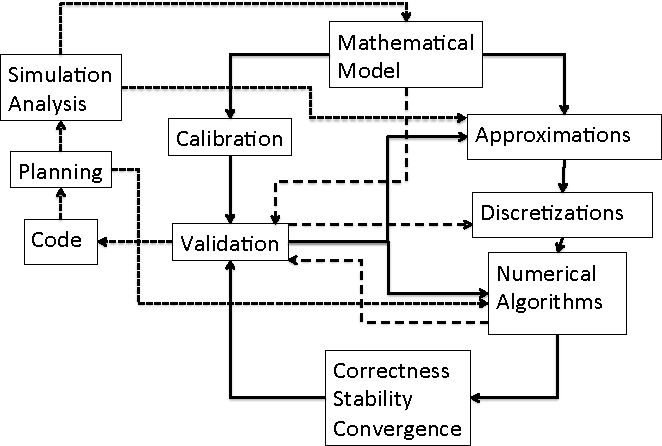 Mathematical
Model
Simulation
Analysis
Calibration
Approximations
Planning
Discretizations
Code
Validation
Numerical
Algorithms
Correctness
Stability
Convergence